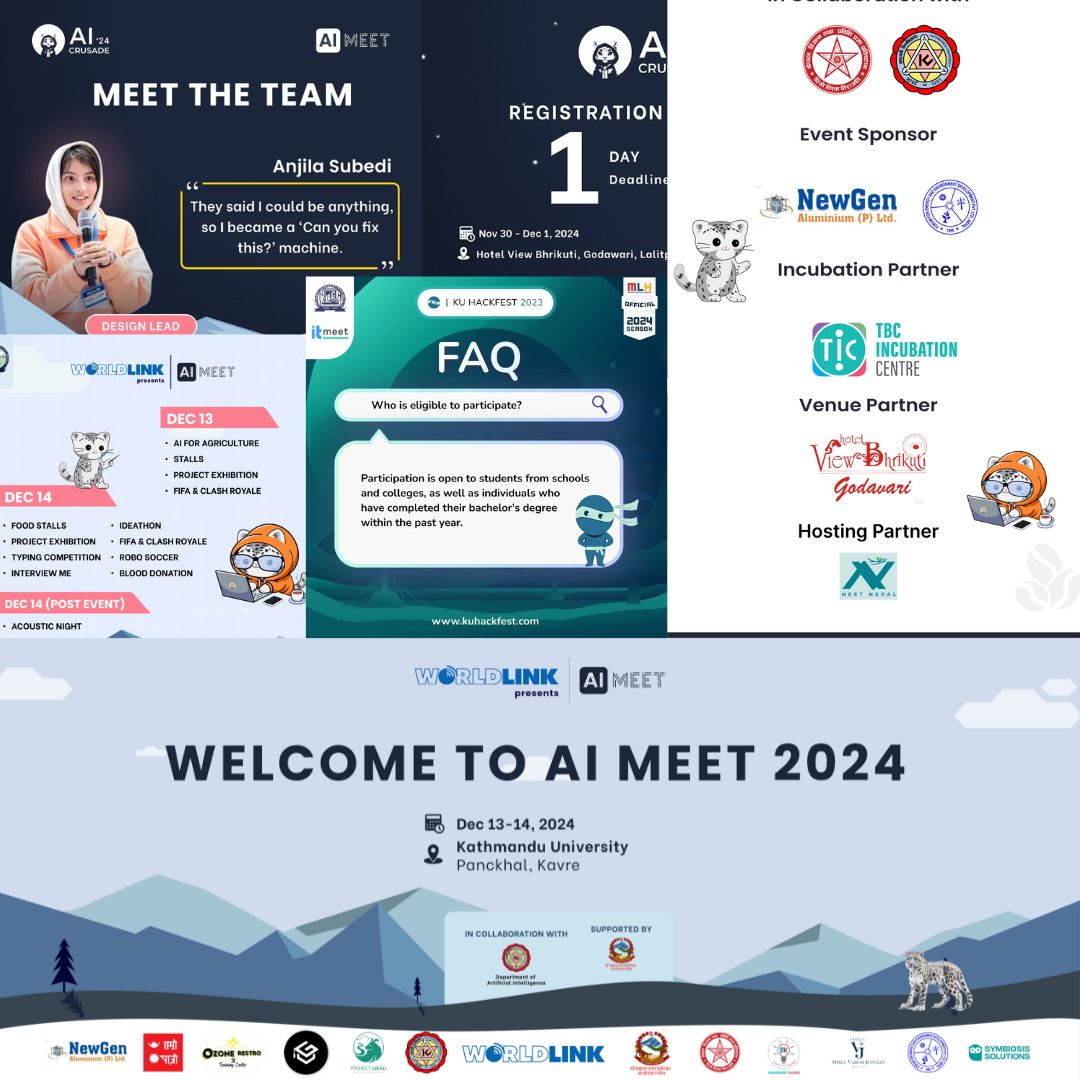 AI '24
CRUSADE
AI MEET
MEET THE TEAM
Anjila Subedi
“
They said I could be anything,
so I became a ‘Can you fix
this?’ machine.
”
DESIGN LEAD
REGISTRATION
1
DAY
Deadline
Nov 30 - Dec 1, 2024
Hotel View Bhrikuti, Godawari, Lalitp
Event Sponsor
NewGen
Aluminium (P) Ltd.
Incubation Partner
TiC
TBC
INCUBATION
CENTRE
Venue Partner
hotel
View Bhrikuti
Godavari
Hosting Partner
NEST NEPAL
WORLDLINK
presents
AI MEET
DEC 13
• AI FOR AGRICULTURE
• STALLS
• PROJECT EXHIBITION
• FIFA & CLASH ROYALE
DEC 14
• FOOD STALLS
• PROJECT EXHIBITION
• TYPING COMPETITION
• INTERVIEW ME
• IDEATHON
• FIFA & CLASH ROYALE
• ROBO SOCCER
• BLOOD DONATION
DEC 14 (POST EVENT)
• ACOUSTIC NIGHT
it meet
KU HACKFEST 2023
MLH
OFFICIAL
2024
SEASON
FAQ
Who is eligible to participate?
Participation is open to students from schools
and colleges, as well as individuals who
have completed their bachelor's degree
within the past year.
www.kuhackfest.com
WORLDLINK
presents
AI MEET
WELCOME TO AI MEET 2024
Dec 13-14, 2024
Kathmandu University
Panckhal, Kavre
IN COLLABORATION WITH
Department of
Artificial Intelligence
SUPPORTED BY
NewGen
Aluminium (P) Ltd.
OZONE RESTRO
X
Training Center
PROJECT UKALI
WORLDLINK
VJ
SYMBIOSIS
SOLUTIONS